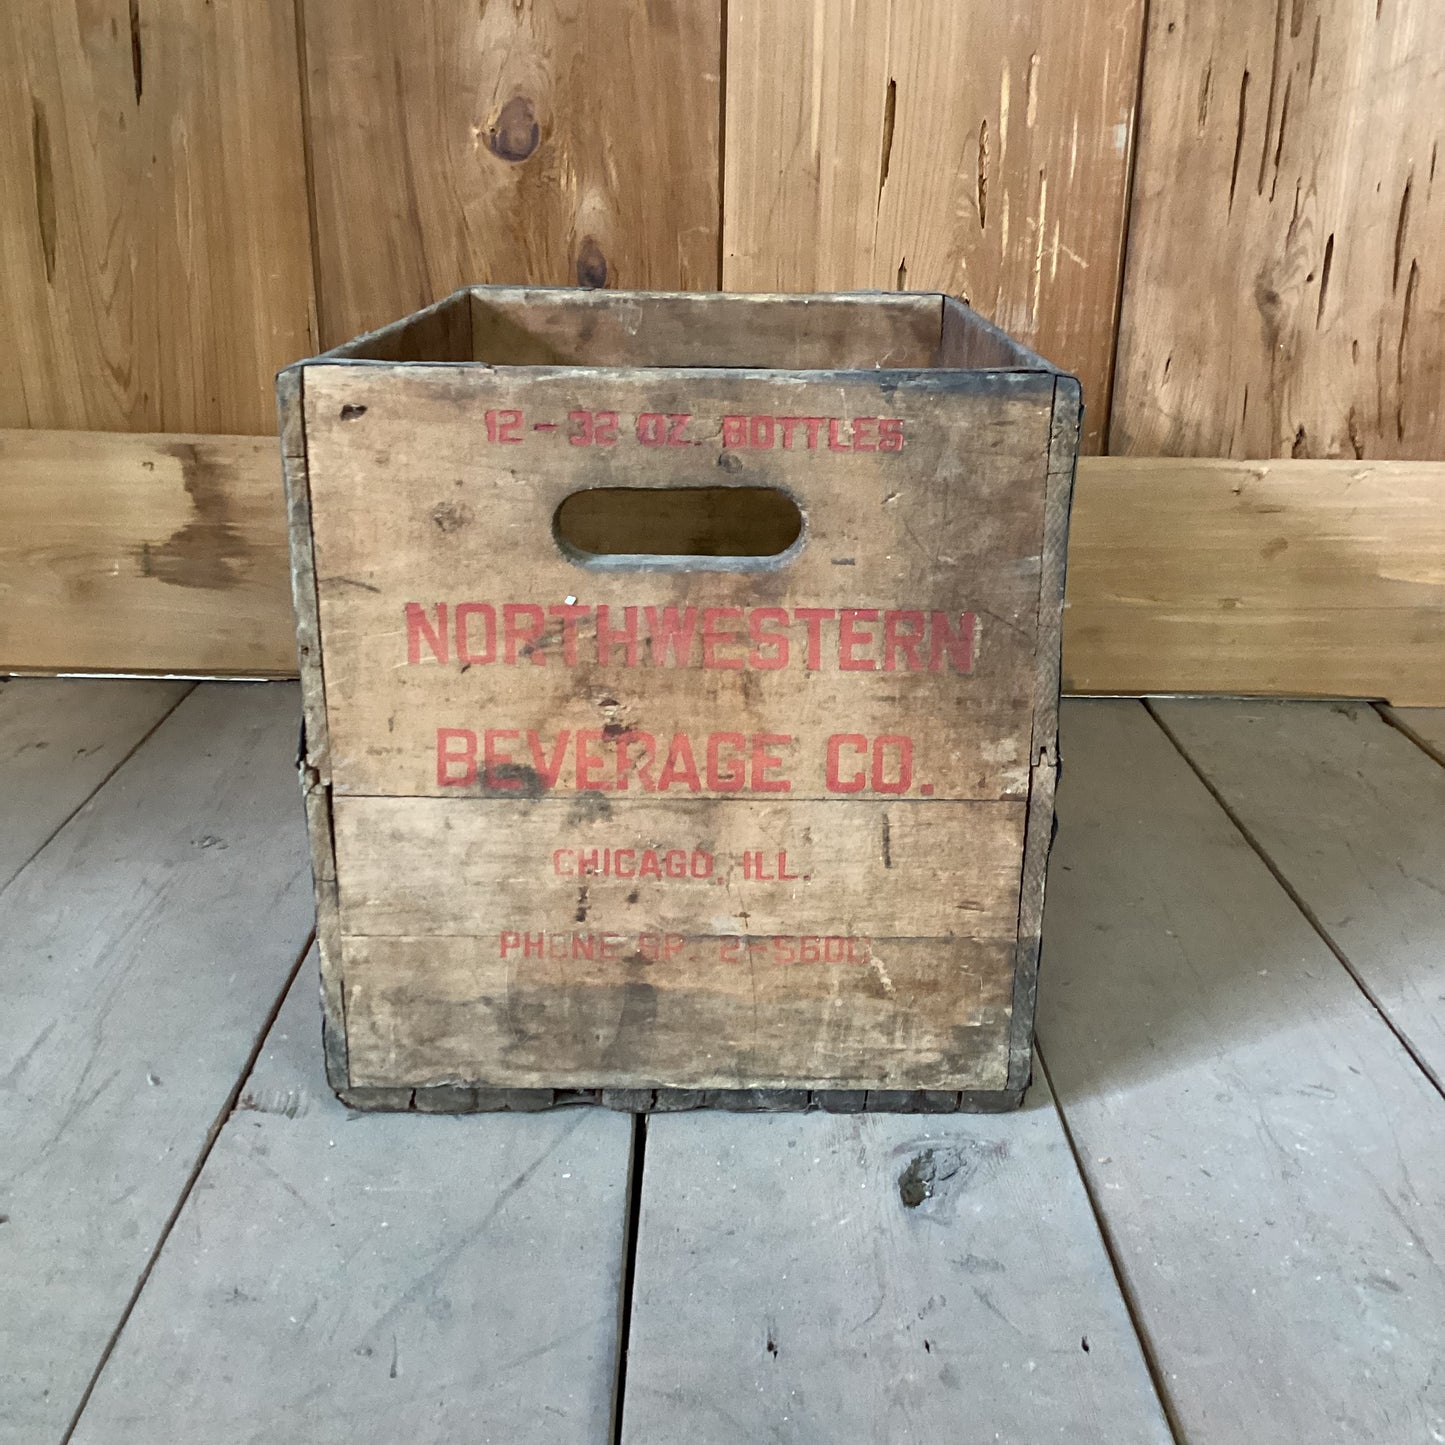 12-32 OZ. BOTTLES
NORTHWESTERN
BEVERAGE CO.
CHICAGO, ILL.
PHONE SP. 2-5600